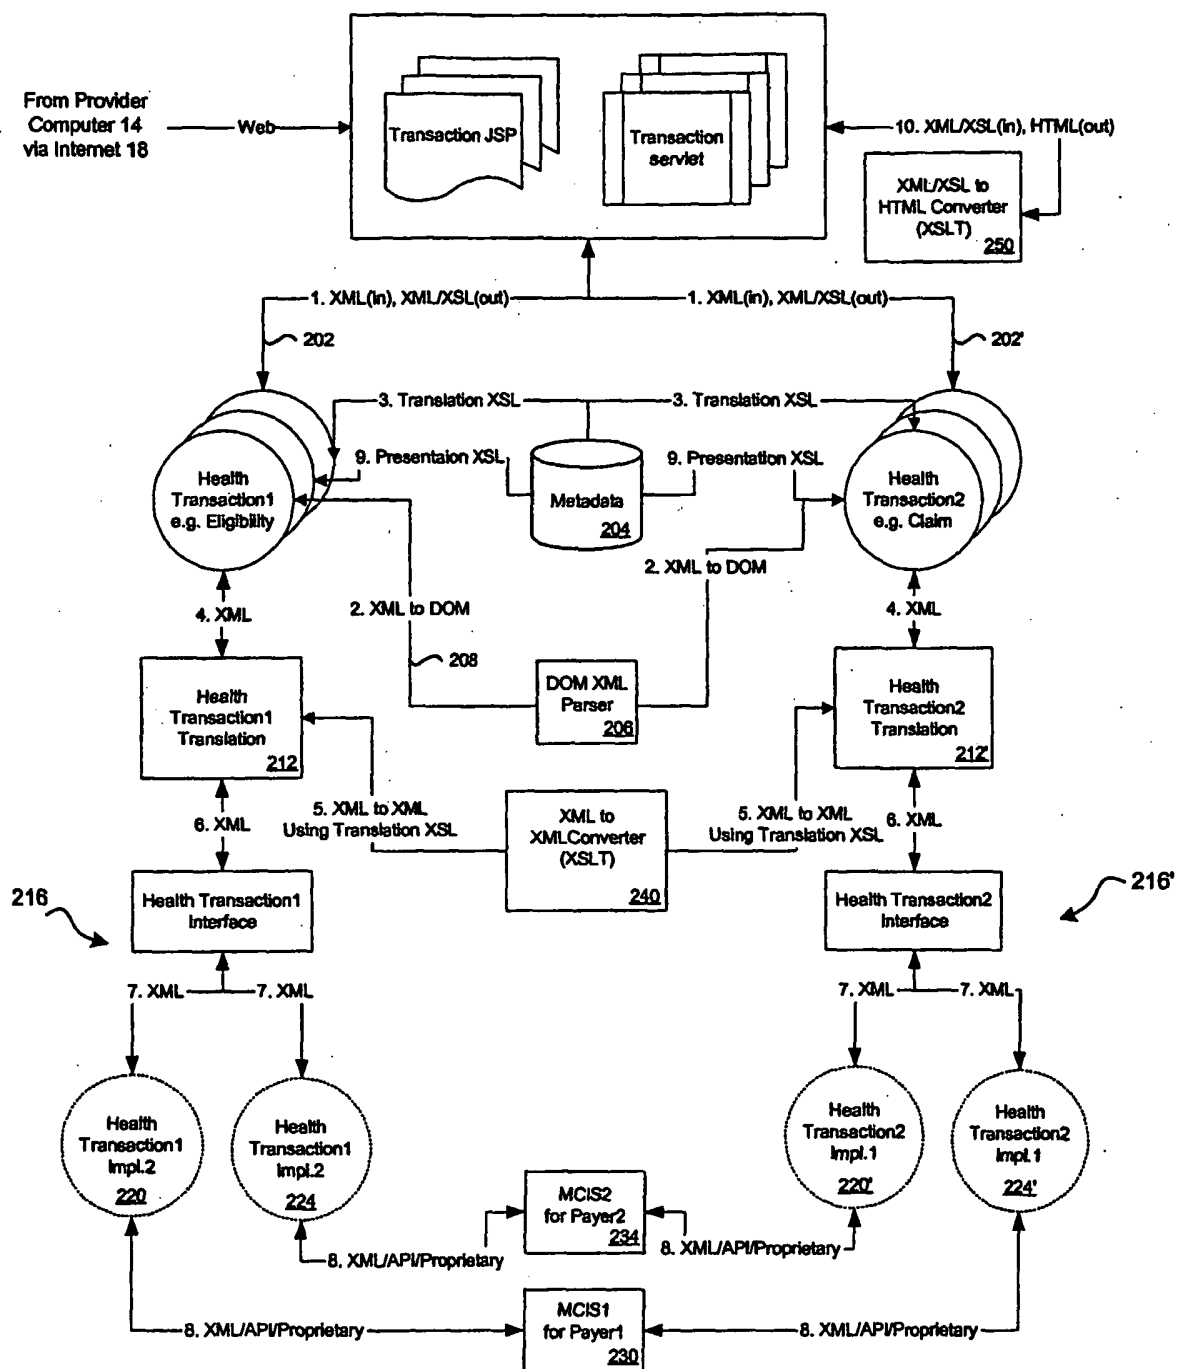 From Provider
Computer 14
via Internet 18
Web
Transaction JSP
Transaction
servlet
10. XML/XSL(in), HTML(out)
XML/XSL to
HTML Converter
(XSLT)
250
1. XML(in), XML/XSL(out)
1. XML(in), XML/XSL(out)
202
202'
3. Translation XSL
3. Translation XSL
9. Presentaion XSL
9. Presentation XSL
Health
Transaction1
e.g. Eligibility
Metadata
204
Health
Transaction2
e.g. Claim
2. XML to DOM
4. XML
2. XML to DOM
4. XML
208
Health
Transaction1
Translation
212
DOM XML
Parser
206
Health
Transaction2
Translation
212'
5. XML to XML
Using Translation XSL
XML to
XMLConverter
(XSLT)
240
5. XML to XML
Using Translation XSL
6. XML
6. XML
216
Health Transaction1
Interface
Health Transaction2
Interface
216'
7. XML
7. XML
7. XML
7. XML
Health
Transaction1
Impl.2
220
Health
Transaction1
Impl.2
224
Health
Transaction2
Impl.1
220'
Health
Transaction2
Impl.1
224'
MCIS2
for Payer2
234
8. XML/API/Proprietary
8. XML/API/Proprietary
MCIS1
for Payer1
230
8. XML/API/Proprietary
8. XML/API/Proprietary